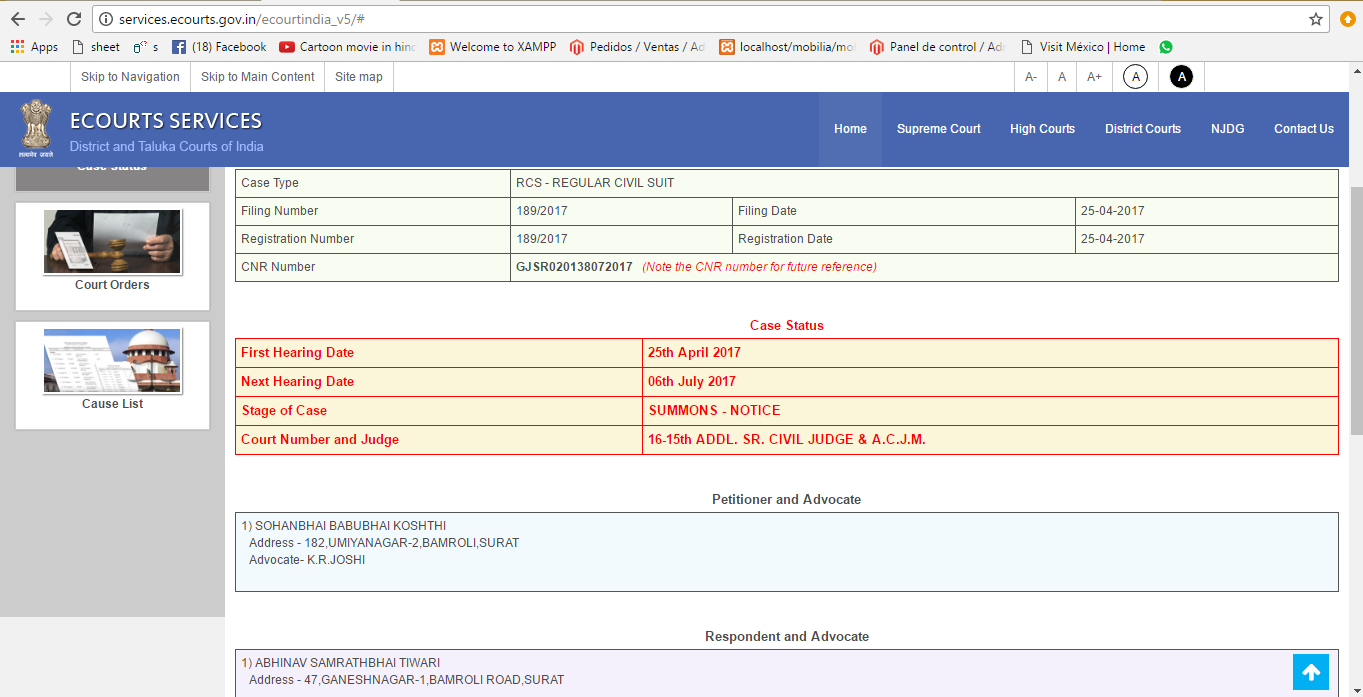 services.ecourts.gov.in/ecourtindia_v5/#
Apps sheet s (18) Facebook Cartoon movie in hind Welcome to XAMPP Pedidos / Ventas / Ad localhost/mobilia/mo Panel de control / Adr Visit México | Home
Skip to Navigation Skip to Main Content Site map A- A A+ A A
ECOURTS SERVICES
District and Taluka Courts of India
Home Supreme Court High Courts District Courts NJDG Contact Us
सत्यमेव जयते
Case Status
Case Type RCS - REGULAR CIVIL SUIT
Filing Number 189/2017 Filing Date 25-04-2017
Registration Number 189/2017 Registration Date 25-04-2017
CNR Number GJSR020138072017 (Note the CNR number for future reference)
Court Orders
Cause List
Case Status
First Hearing Date 25th April 2017
Next Hearing Date 06th July 2017
Stage of Case SUMMONS - NOTICE
Court Number and Judge 16-15th ADDL. SR. CIVIL JUDGE & A.C.J.M.
Petitioner and Advocate
1) SOHANBHAI BABUBHAI KOSHTHI
Address - 182,UMIYANAGAR-2,BAMROLI,SURAT
Advocate- K.R.JOSHI
Respondent and Advocate
1) ABHINAV SAMRATHBHAI TIWARI
Address - 47,GANESHNAGAR-1,BAMROLI ROAD,SURAT